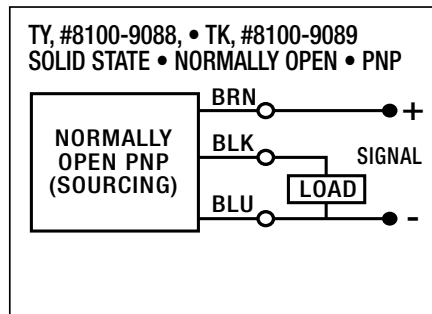 TY, #8100-9088, • TK, #8100-9089
SOLID STATE • NORMALLY OPEN • PNP
BRN
+
NORMALLY
OPEN PNP
(SOURCING)
BLK
SIGNAL
LOAD
BLU
-